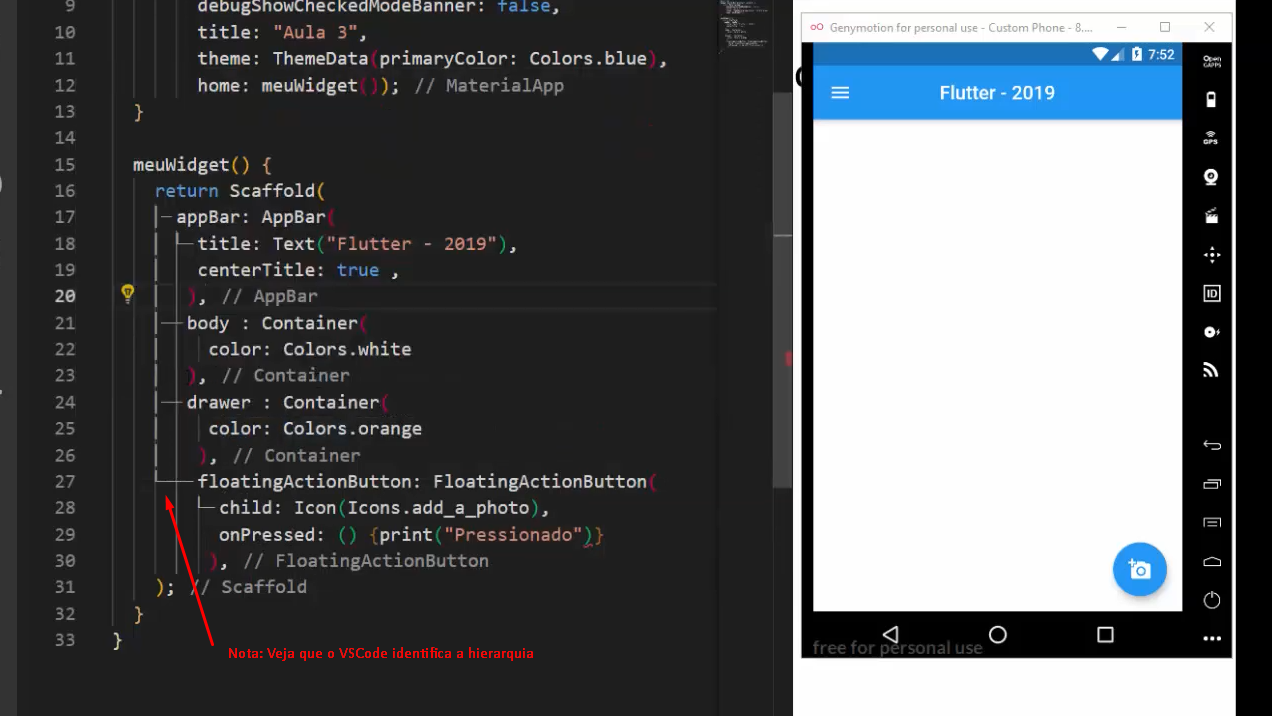 9 debugShowCheckedModeBanner: false,
10 title: "Aula 3",
11 theme: ThemeData(primaryColor: Colors.blue),
12 home: meuWidget()); // MaterialApp
13 }
14
15 meuWidget() {
16 return Scaffold(
17 appBar: AppBar(
18 title: Text("Flutter - 2019"),
19 centerTitle: true ,
20 ), // AppBar
21 body : Container(
22 color: Colors.white
23 ), // Container
24 drawer : Container(
25 color: Colors.orange
26 ), // Container
27 floatingActionButton: FloatingActionButton(
28 child: Icon(Icons.add_a_photo),
29 onPressed: () {print("Pressionado")}
30 ), // FloatingActionButton
31 ); // Scaffold
32 }
33 }
Nota: Veja que o VSCode identifica a hierarquia
Genymotion for personal use - Custom Phone - 8....
7:52
Flutter - 2019
free for personal use
Open
GAPPS
GPS
ID